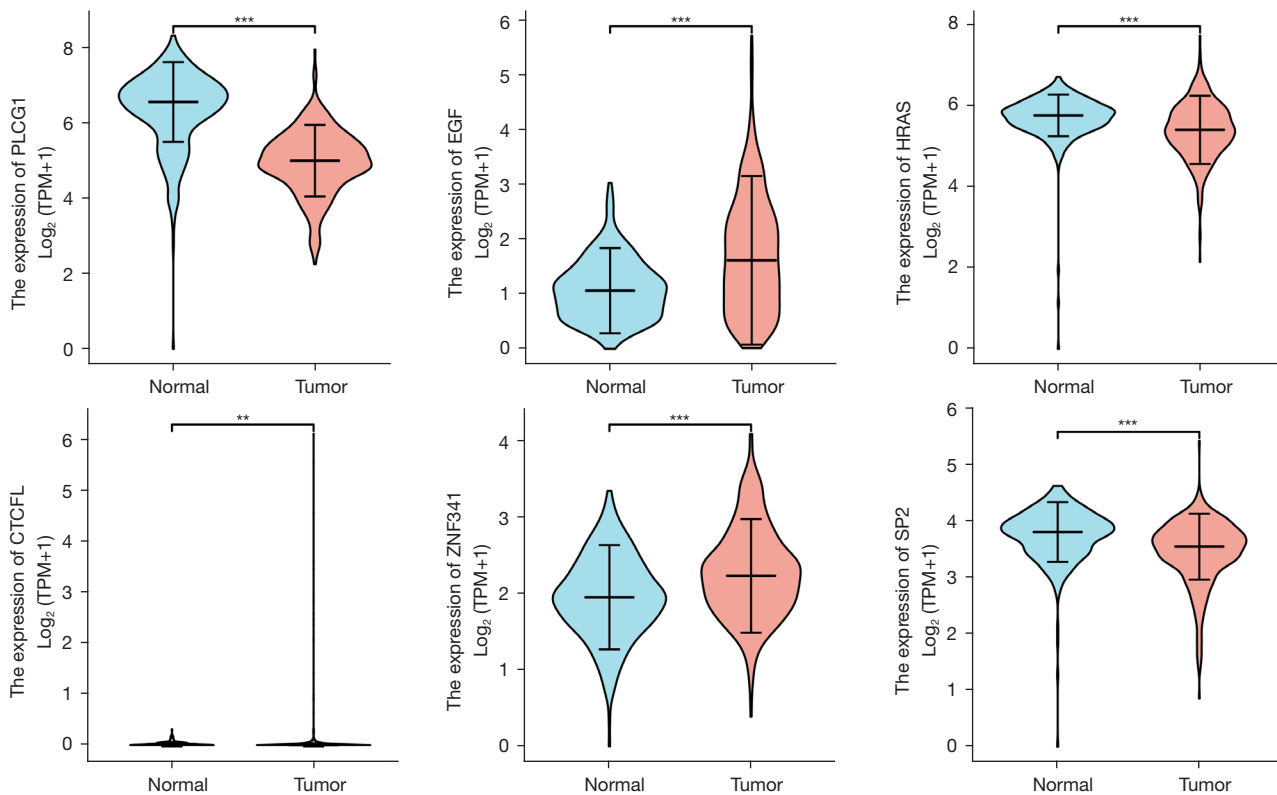 The expression of PLCG1
Log₂ (TPM+1)
8
6
4
2
0
***
Normal Tumor
The expression of EGF
Log₂ (TPM+1)
6
5
4
3
2
1
0
***
Normal Tumor
The expression of HRAS
Log₂ (TPM+1)
8
6
4
2
0
***
Normal Tumor
The expression of CTCFL
Log₂ (TPM+1)
6
5
4
3
2
1
0
**
Normal Tumor
The expression of ZNF341
Log₂ (TPM+1)
4
3
2
1
0
***
Normal Tumor
The expression of SP2
Log₂ (TPM+1)
6
5
4
3
2
1
0
***
Normal Tumor